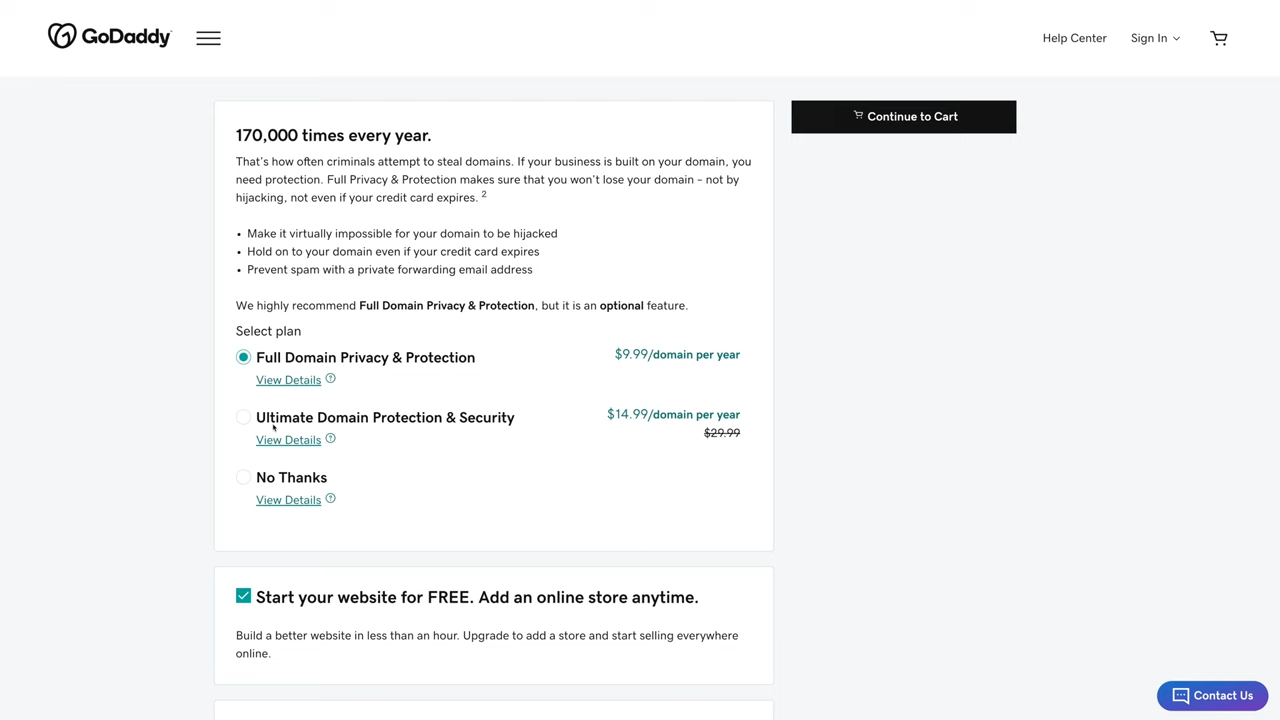 GoDaddy
Help Center
Sign In
170,000 times every year.
Continue to Cart
That's how often criminals attempt to steal domains. If your business is built on your domain, you
need protection. Full Privacy & Protection makes sure that you won't lose your domain – not by
hijacking, not even if your credit card expires. 2
• Make it virtually impossible for your domain to be hijacked
• Hold on to your domain even if your credit card expires
• Prevent spam with a private forwarding email address
We highly recommend Full Domain Privacy & Protection, but it is an optional feature.
Select plan
Full Domain Privacy & Protection
$9.99/domain per year
View Details ?
Ultimate Domain Protection & Security
$14.99/domain per year
$29.99
View Details ?
No Thanks
View Details ?
Start your website for FREE. Add an online store anytime.
Build a better website in less than an hour. Upgrade to add a store and start selling everywhere
online.
Contact Us